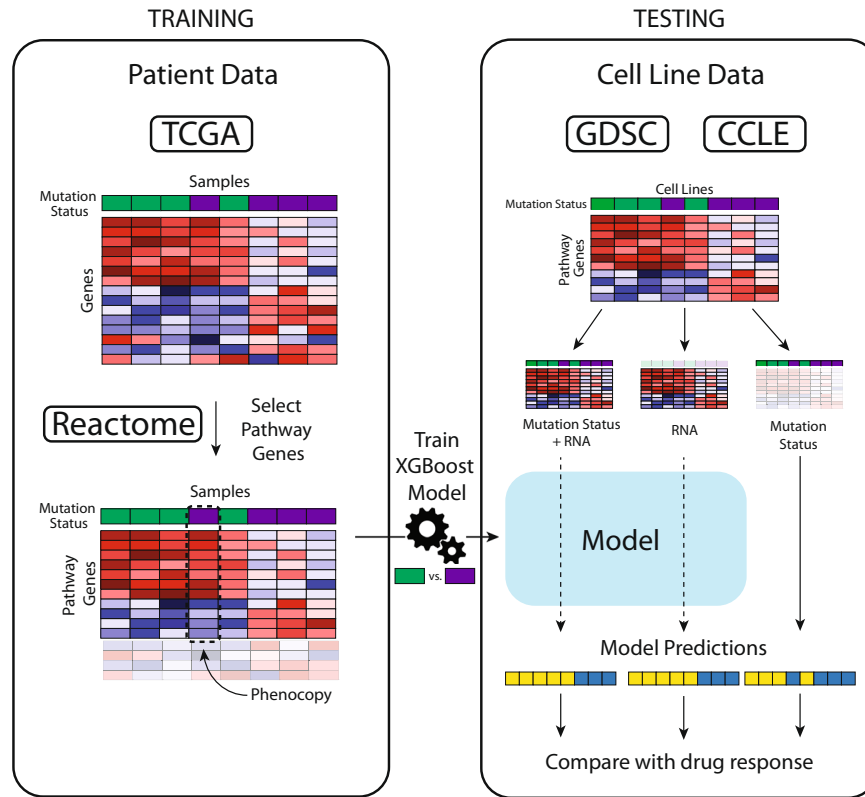 TRAINING
Patient Data
TCGA
Samples
Mutation
Status
Genes
Reactome
Select
Pathway
Genes
Samples
Mutation
Status
Pathway
Genes
Phenocopy
Train
XGBoost
Model
vs.
TESTING
Cell Line Data
GDSC
CCLE
Cell Lines
Mutation Status
Pathway
Genes
Mutation Status
+ RNA
RNA
Mutation
Status
Model
Model Predictions
Compare with drug response